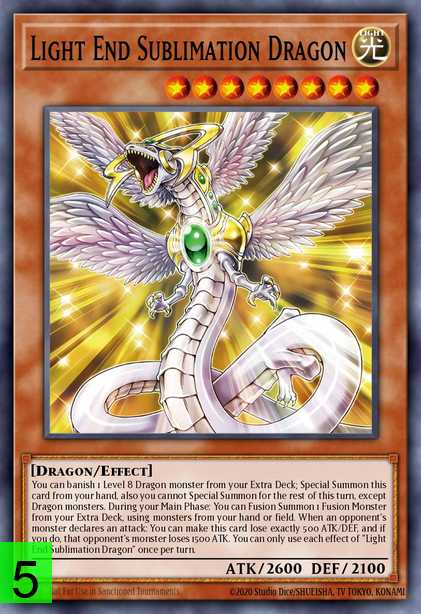 Light End Sublimation Dragon
LIGHT
光
[Dragon/Effect]
You can banish 1 Level 8 Dragon monster from your Extra Deck; Special Summon this
card from your hand, also you cannot Special Summon for the rest of this turn, except
Dragon monsters. During your Main Phase: You can Fusion Summon 1 Fusion Monster
from your Extra Deck, using monsters from your hand or field. When an opponent's
monster declares an attack: You can make this card lose exactly 500 ATK/DEF, and if
you do, that opponent's monster loses 1500 ATK. You can only use each effect of "Light
End Sublimation Dragon" once per turn.
ATK/2600 DEF/2100
5
For Use in Sanctioned Tournaments
©2020 Studio Dice/SHUEISHA, TV TOKYO, KONAMI